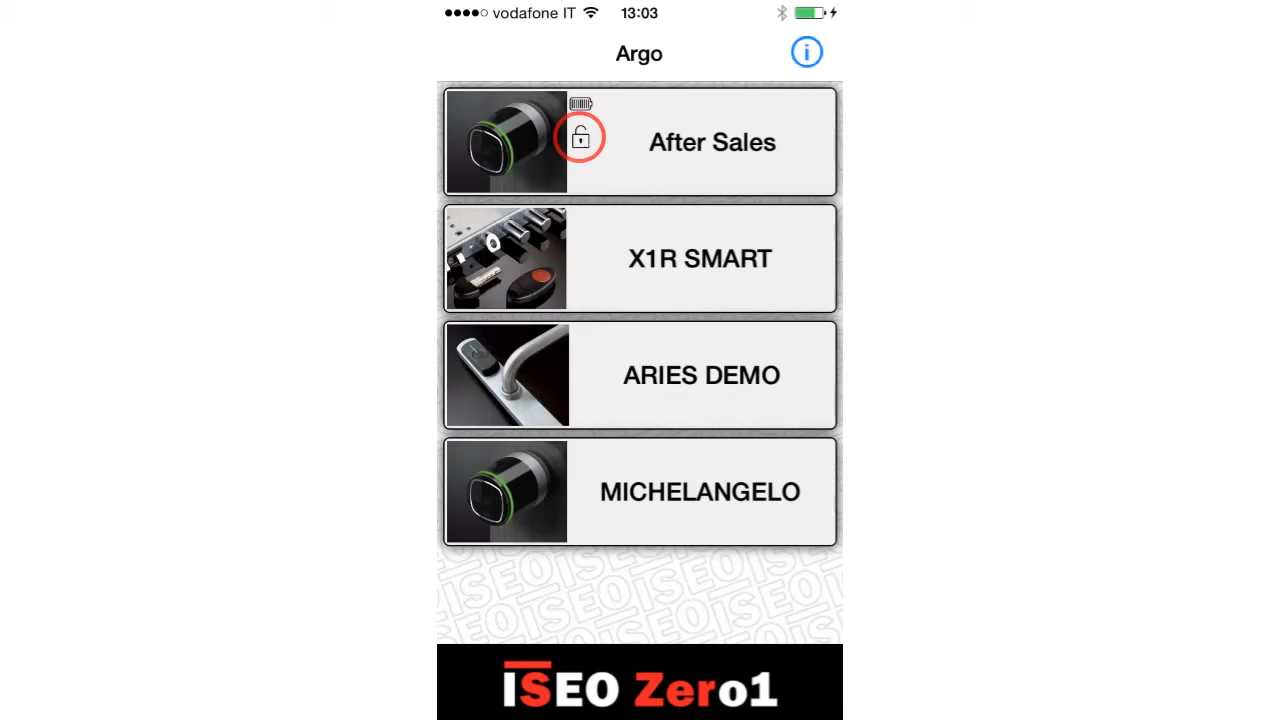 vodafone IT 13:03
Argo
After Sales
X1R SMART
ARIES DEMO
MICHELANGELO
ISEO Zero1